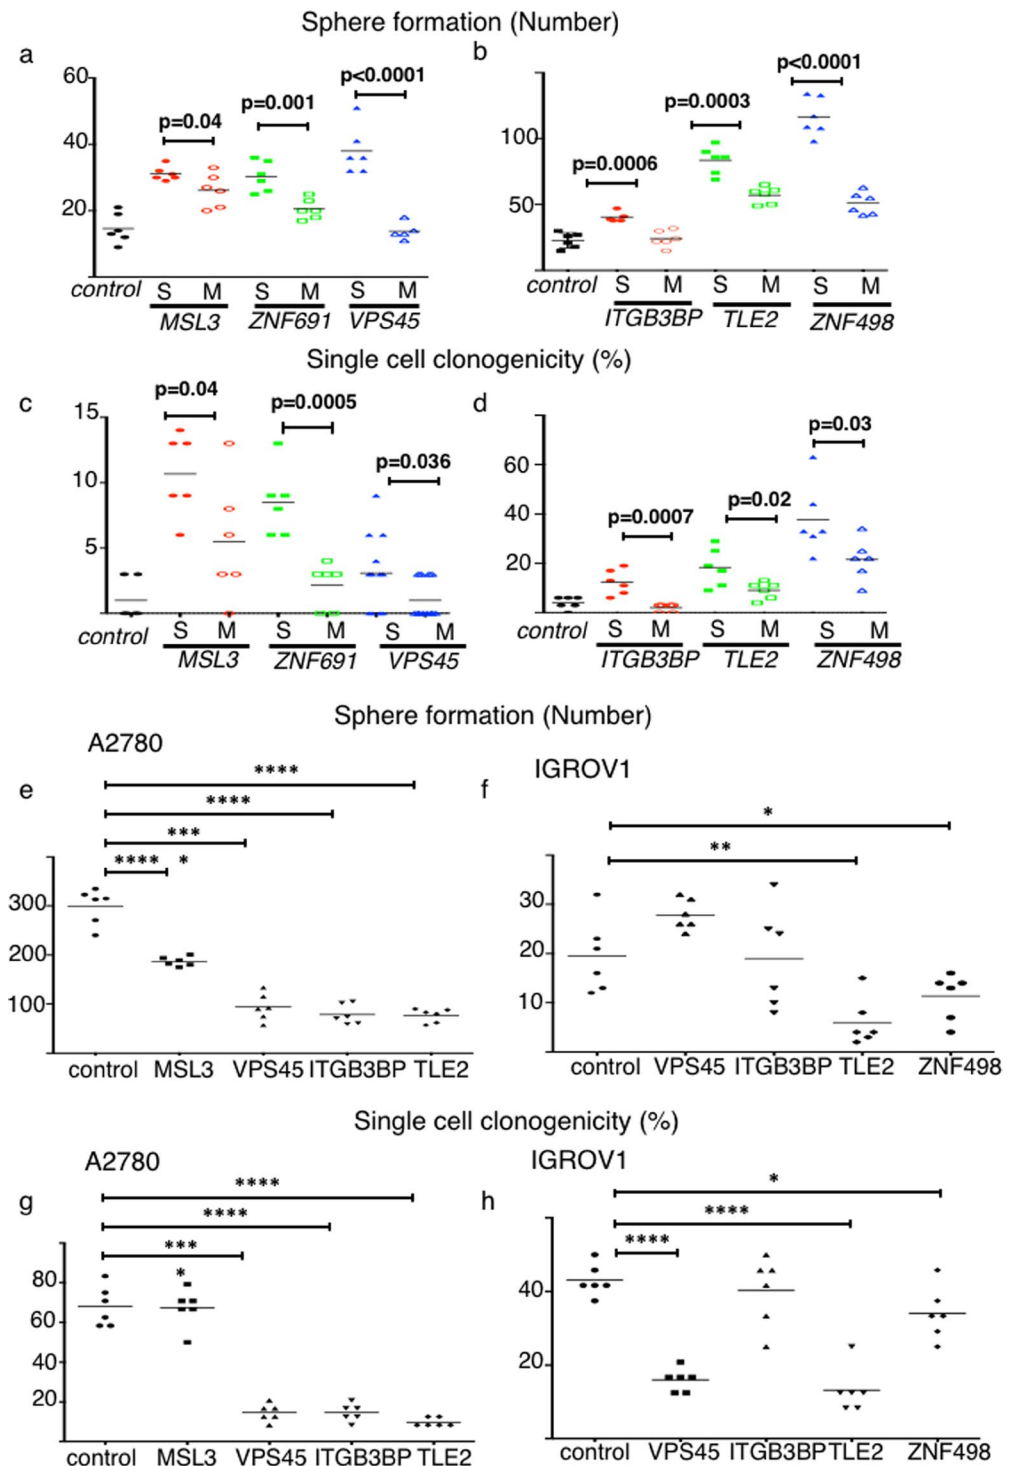 Sphere formation (Number)
a
b
p<0.0001
p<0.0001
p=0.001
p=0.0003
p=0.04
p=0.0006
60
40
20
100
50
control S M S M S M
MSL3 ZNF691 VPS45
control S M S M S M
ITGB3BP TLE2 ZNF498
Single cell clonogenicity (%)
c
d
p=0.04
p=0.0005
p=0.036
p=0.03
p=0.02
p=0.0007
15
10
5
60
40
20
control S M S M S M
MSL3 ZNF691 VPS45
control S M S M S M
ITGB3BP TLE2 ZNF498
Sphere formation (Number)
A2780
IGROV1
e
f
****
****
***
**** *
*
**
300
200
100
30
20
10
control MSL3 VPS45 ITGB3BP TLE2
control VPS45 ITGB3BP TLE2 ZNF498
Single cell clonogenicity (%)
A2780
IGROV1
g
h
****
****
***
*
*
****
****
80
60
40
20
40
20
control MSL3 VPS45 ITGB3BP TLE2
control VPS45 ITGB3BP TLE2 ZNF498